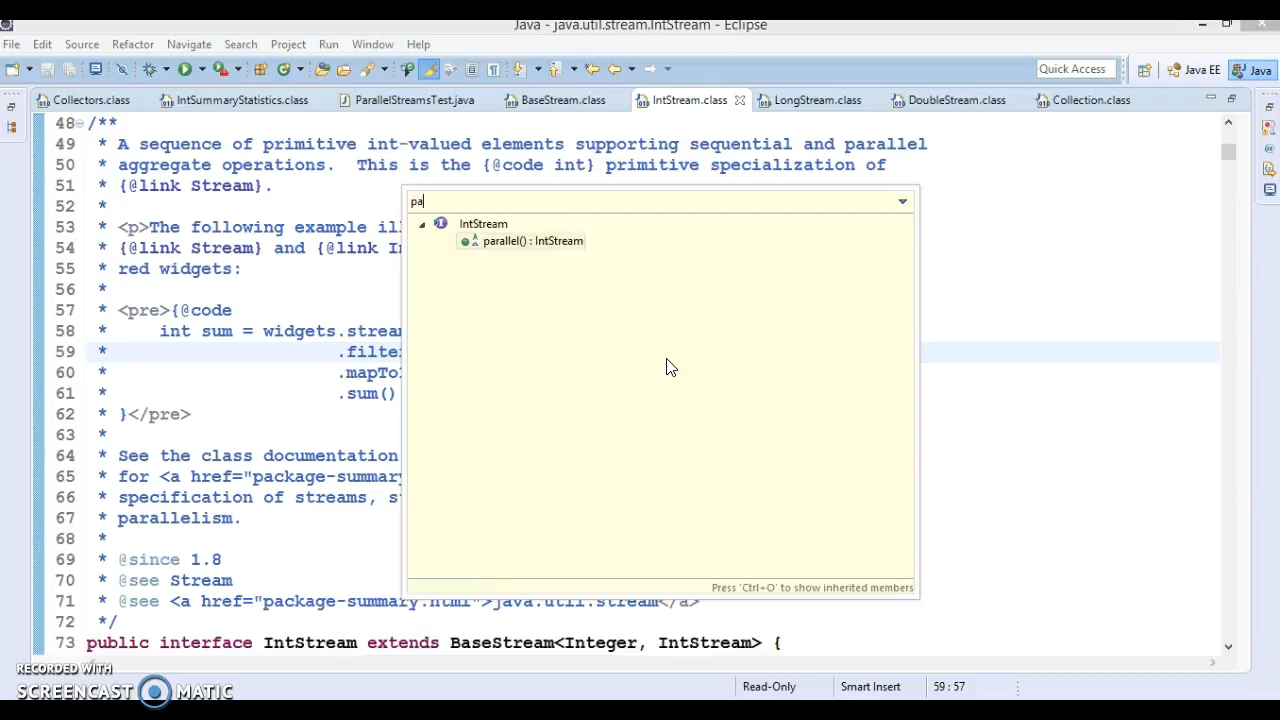 Java - java.util.stream.IntStream - Eclipse
File Edit Source Refactor Navigate Search Project Run Window Help
Quick Access Java EE Java
Collectors.class IntSummaryStatistics.class ParallelStreamsTest.java BaseStream.class IntStream.class LongStream.class DoubleStream.class Collection.class
48 /**
49 * A sequence of primitive int-valued elements supporting sequential and parallel
50 * aggregate operations. This is the {@code int} primitive specialization of
51 * {@link Stream}.
pa
52 *
IntStream
53 * <p>The following example ill
parallel() : IntStream
54 * {@link Stream} and {@link I
55 * red widgets:
56 *
57 * <pre>{@code
58 * int sum = widgets.strea
59 * .filter
60 * .mapTo
61 * .sum()
62 * }</pre>
63 *
64 * See the class documentation
65 * for <a href="package-summary
66 * specification of streams, s
67 * parallelism.
68 *
69 * @since 1.8
70 * @see Stream
Press 'Ctrl+O' to show inherited members
71 * @see <a href="package-summary.html">java.util.stream</a>
72 */
73 public interface IntStream extends BaseStream<Integer, IntStream> {
RECORDED WITH
SCREENCAST MATIC
Read-Only Smart Insert 59 : 57